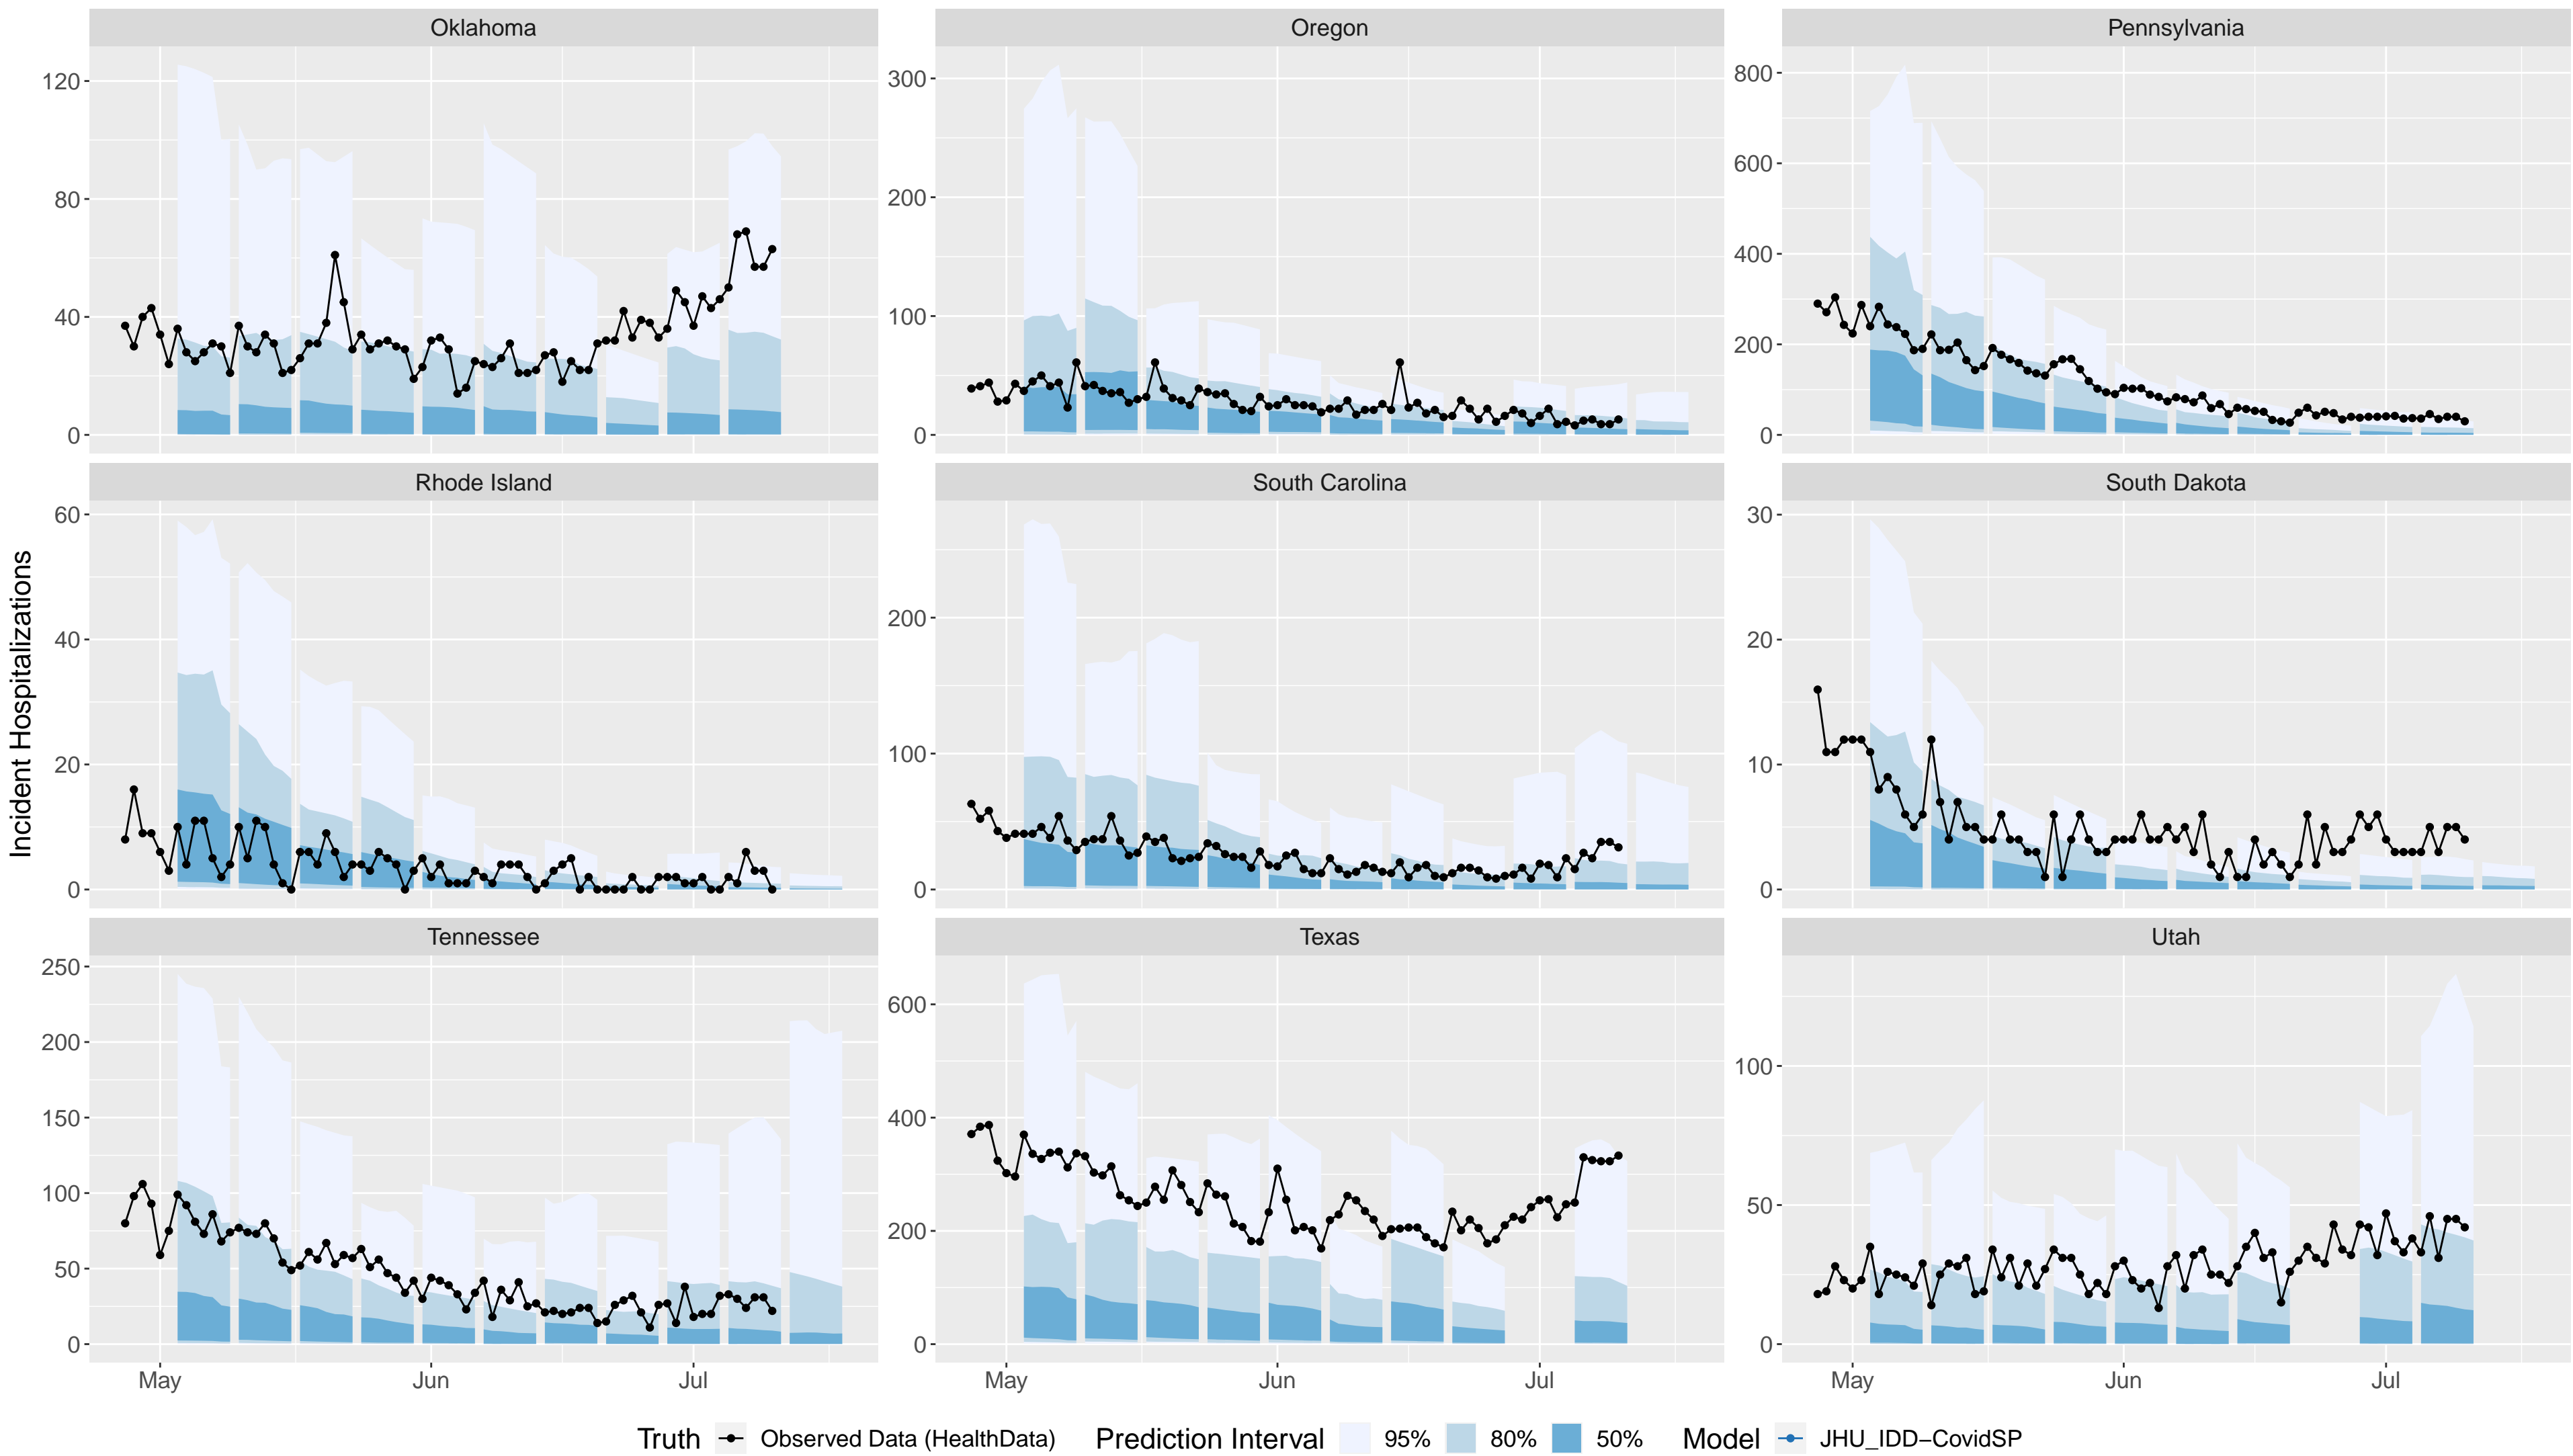 Oklahoma
Oregon
Pennsylvania
120
80
40
0
300
200
100
0
800
600
400
200
0
Rhode Island
South Carolina
South Dakota
60
40
20
0
200
100
0
30
20
10
0
Incident Hospitalizations
Tennessee
Texas
Utah
250
200
150
100
50
0
600
400
200
0
100
50
0
May Jun Jul
May Jun Jul
May Jun Jul
Truth Observed Data (HealthData) Prediction Interval 95% 80% 50% Model JHU_IDD−CovidSP